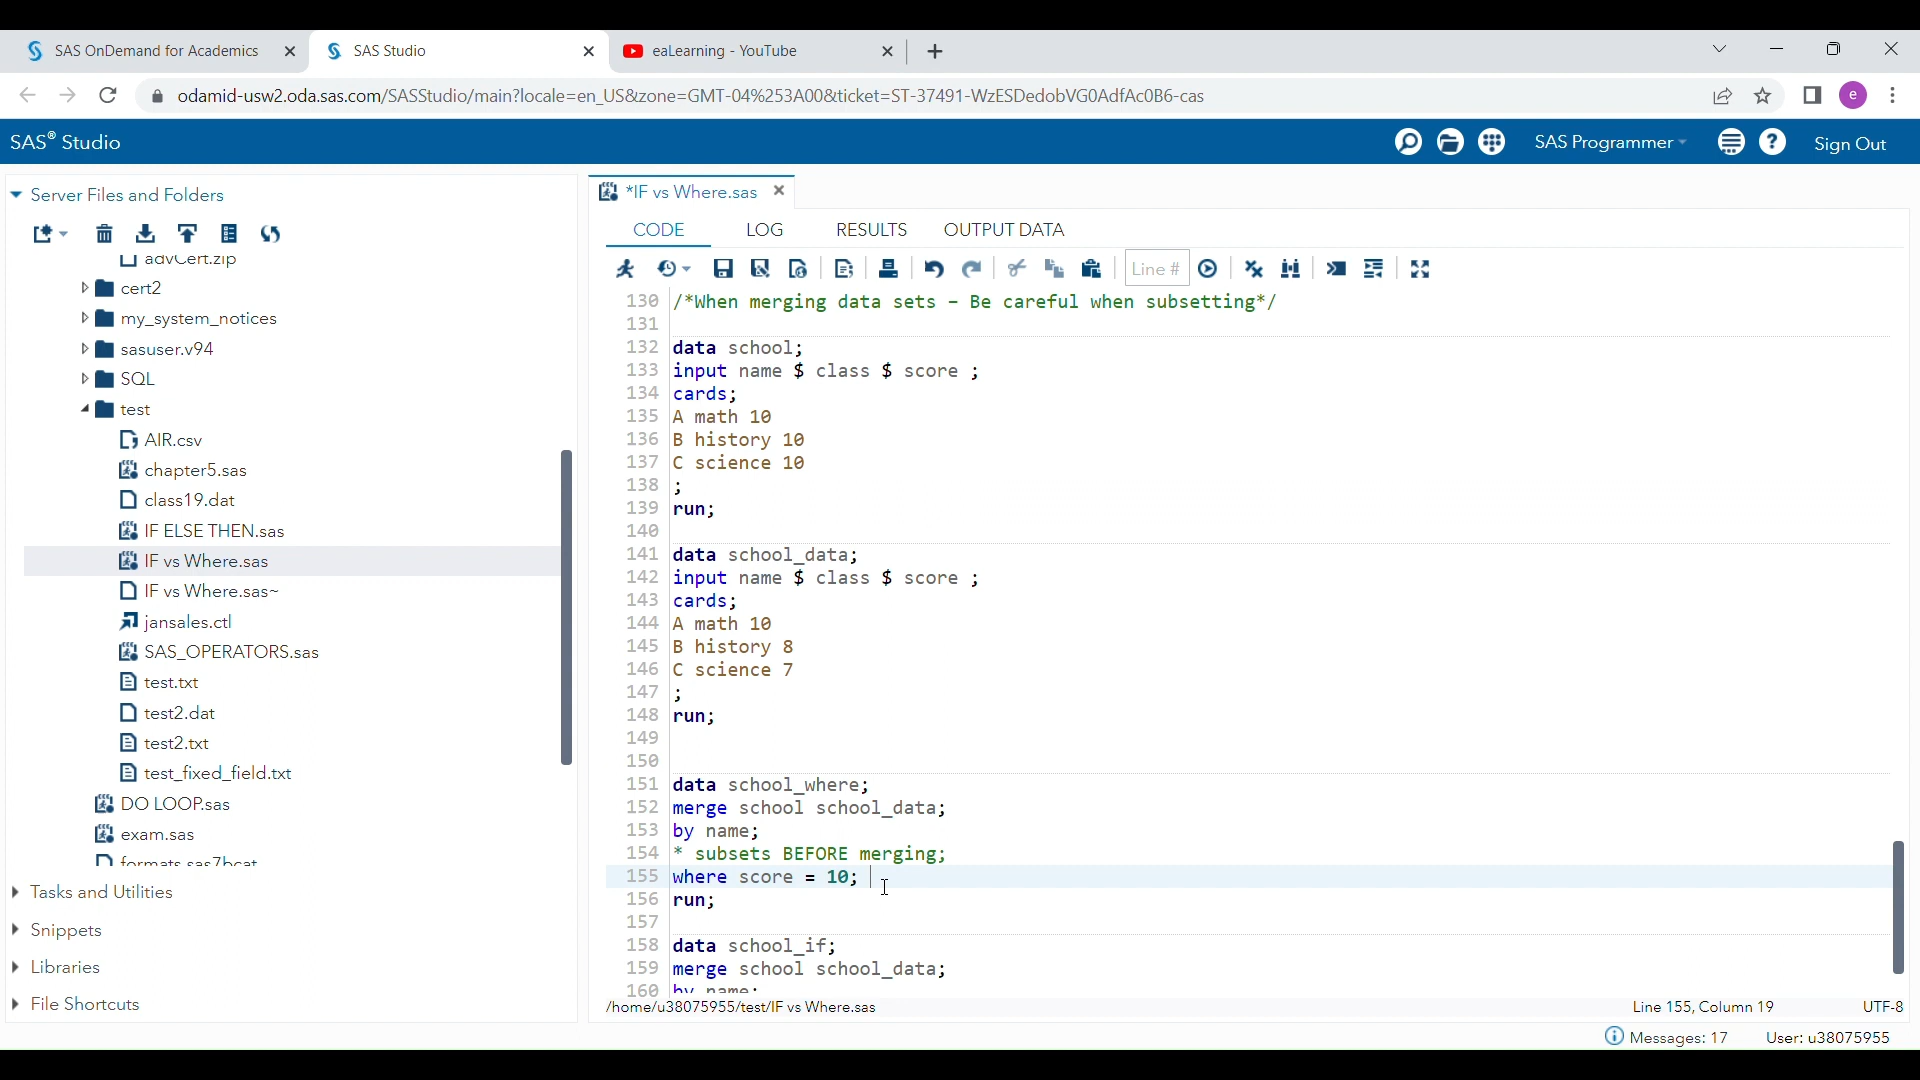 SAS OnDemand for Academics
SAS Studio
eaLearning - YouTube
odamid-usw2.oda.sas.com/SASStudio/main?locale=en_US&zone=GMT-04%253A00&ticket=ST-37491-WzESDedobVG0AdfAc0B6-cas
e
SAS® Studio
SAS Programmer
Sign Out
Server Files and Folders
advCert.zip
cert2
my_system_notices
sasuser.v94
SQL
test
AIR.csv
chapter5.sas
class19.dat
IF ELSE THEN.sas
IF vs Where.sas
IF vs Where.sas~
jansales.ctl
SAS_OPERATORS.sas
test.txt
test2.dat
test2.txt
test_fixed_field.txt
DO LOOP.sas
exam.sas
formats.sas7bcat
Tasks and Utilities
Snippets
Libraries
File Shortcuts
*IF vs Where.sas
CODE LOG RESULTS OUTPUT DATA
Line #
130 /*When merging data sets – Be careful when subsetting*/
131
132 data school;
133 input name $ class $ score ;
134 cards;
135 A math 10
136 B history 10
137 C science 10
138 ;
139 run;
140
141 data school_data;
142 input name $ class $ score ;
143 cards;
144 A math 10
145 B history 8
146 C science 7
147 ;
148 run;
149
150
151 data school_where;
152 merge school school_data;
153 by name;
154 * subsets BEFORE merging;
155 where score = 10;
156 run;
157
158 data school_if;
159 merge school school_data;
160 by name;
/home/u38075955/test/IF vs Where.sas
Line 155, Column 19
UTF-8
Messages: 17
User: u38075955